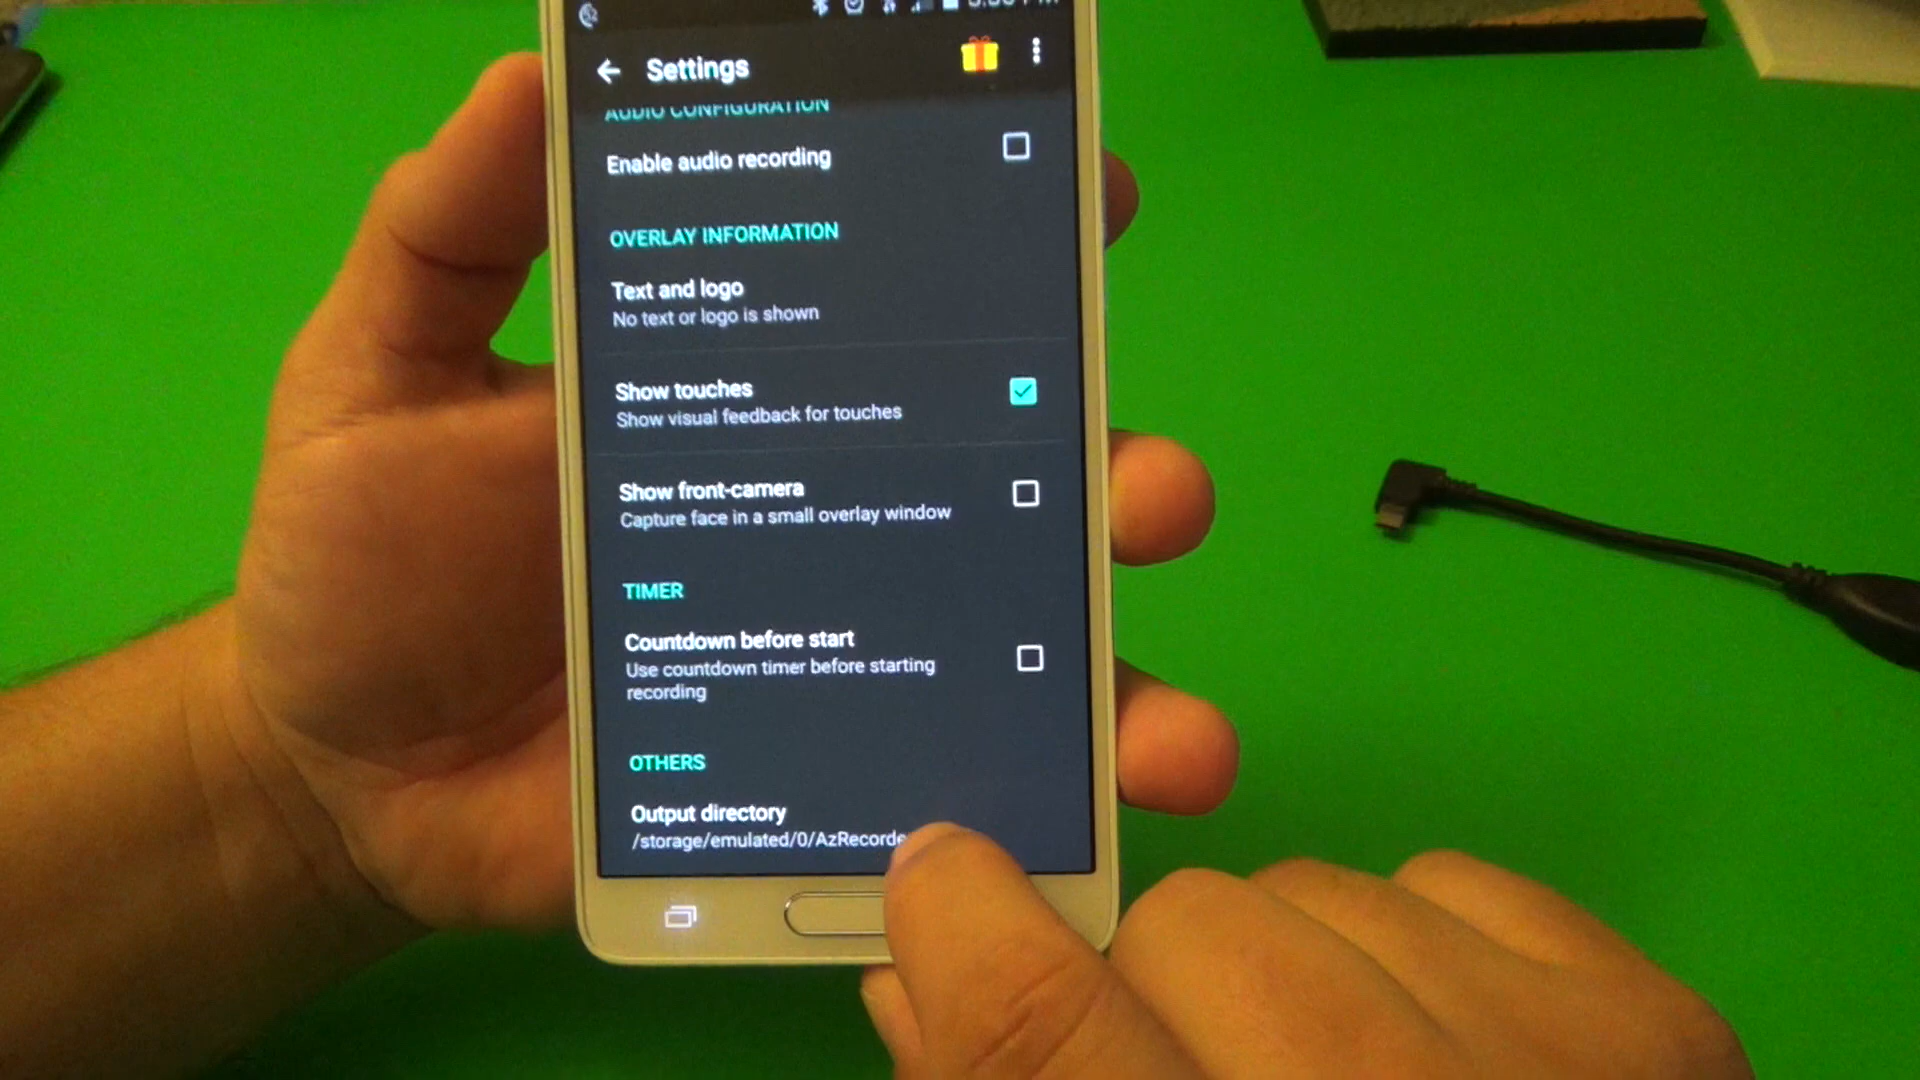 Settings
AUDIO CONFIGURATION
Enable audio recording
OVERLAY INFORMATION
Text and logo
No text or logo is shown
Show touches
Show visual feedback for touches
Show front-camera
Capture face in a small overlay window
TIMER
Countdown before start
Use countdown timer before starting
recording
OTHERS
Output directory
/storage/emulated/0/AzRecorde